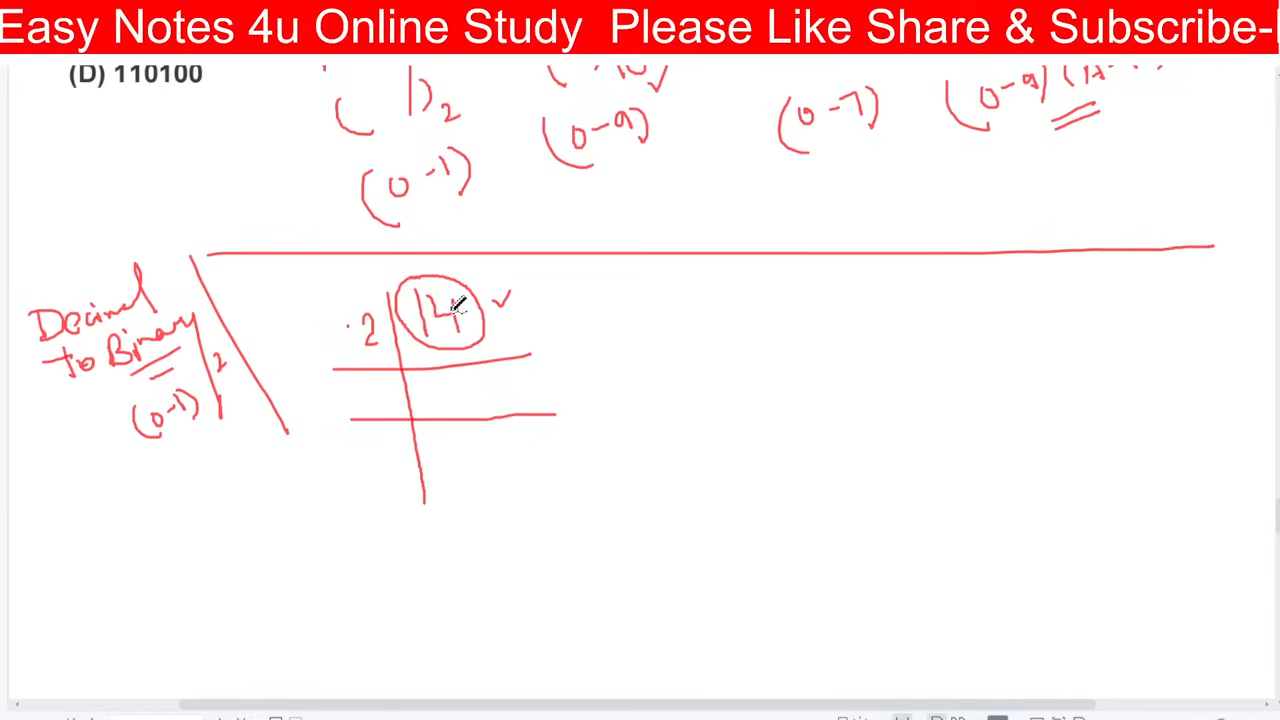 Easy Notes 4u Online Study Please Like Share & Subscribe-
(D) 110100
( )2
(0-9)
(0-7)
(0-9)
(0-1)
Decimal
To Binary
2
(0-1)
2 14 ✓